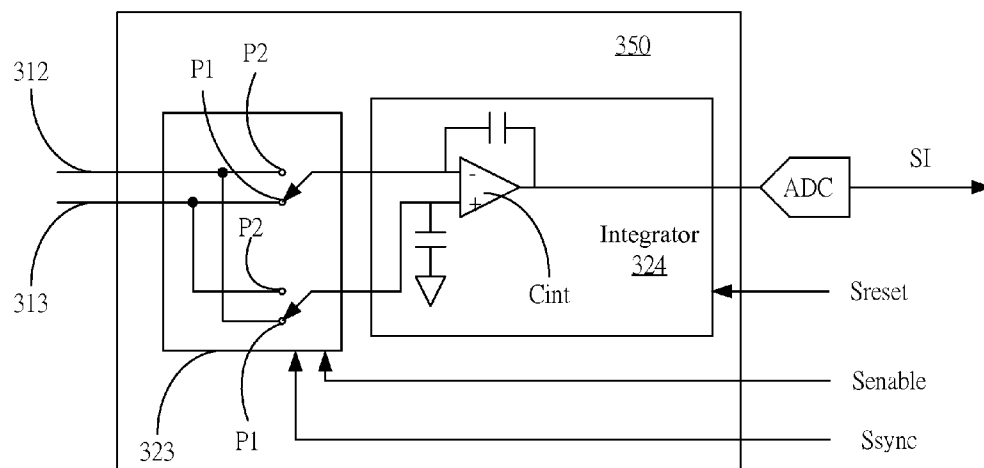 350
312
P1
P2
SI
ADC
-
+
P2
Integrator
324
313
Cint
Sreset
Senable
323
P1
Ssync